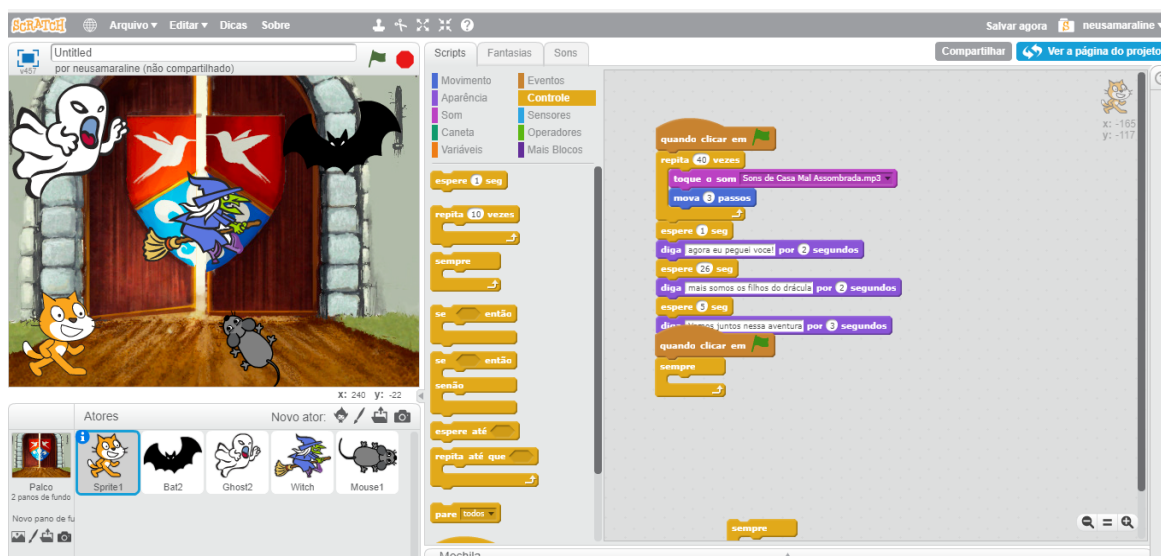 SCRATCH Arquivo Editar Dicas Sobre Salvar agora neusamaraline
v457 Untitled
por neusamaraline (não compartilhado)
Scripts Fantasias Sons
Compartilhar Ver a página do projeto
Movimento Eventos
Aparência Controle
Som Sensores
Caneta Operadores
Variáveis Mais Blocos
espere 1 seg
repita 10 vezes
sempre
se então
se então
senão
espere até
repita até que
pare todos
quando clicar em
repita 40 vezes
toque o som Sons de Casa Mal Assombrada.mp3
mova 3 passos
espere 1 seg
diga agora eu peguei voce! por 2 segundos
espere 26 seg
diga mais somos os filhos do drácula por 2 segundos
espere 5 seg
diga juntos nessa aventura por 3 segundos
quando clicar em
sempre
sempre
x: -165
y: -117
x: 240 y: -22
Atores Novo ator:
Palco
2 panos de fundo
Novo pano de fu
Sprite1 Bat2 Ghost2 Witch Mouse1
Mochila